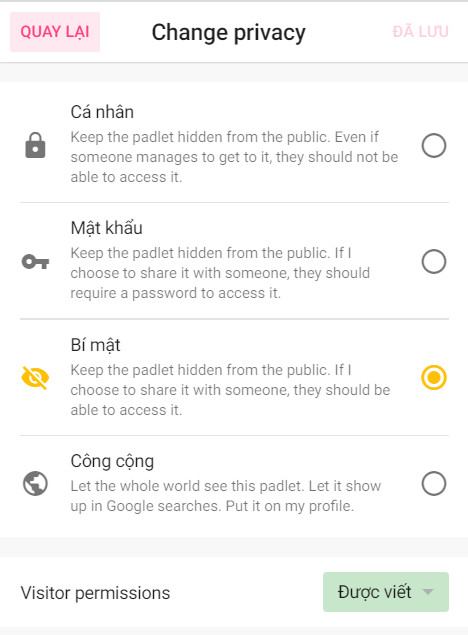 QUAY LẠI Change privacy ĐÃ LƯU
Cá nhân
Keep the padlet hidden from the public. Even if
someone manages to get to it, they should not be
able to access it.
Mật khẩu
Keep the padlet hidden from the public. If I
choose to share it with someone, they should
require a password to access it.
Bí mật
Keep the padlet hidden from the public. If I
choose to share it with someone, they should be
able to access it.
Công cộng
Let the whole world see this padlet. Let it show
up in Google searches. Put it on my profile.
Visitor permissions Được viết